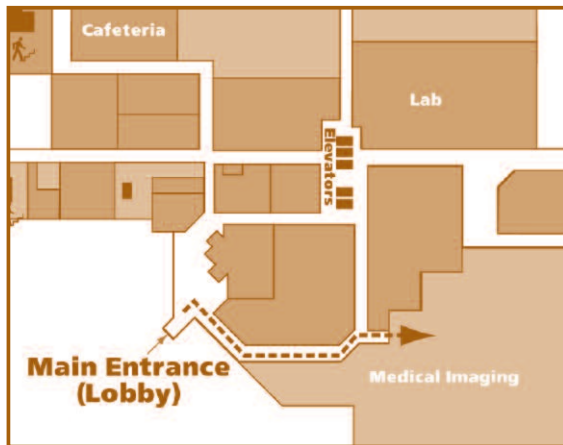 Cafeteria
Lab
Elevators
Main Entrance
(Lobby)
Medical Imaging